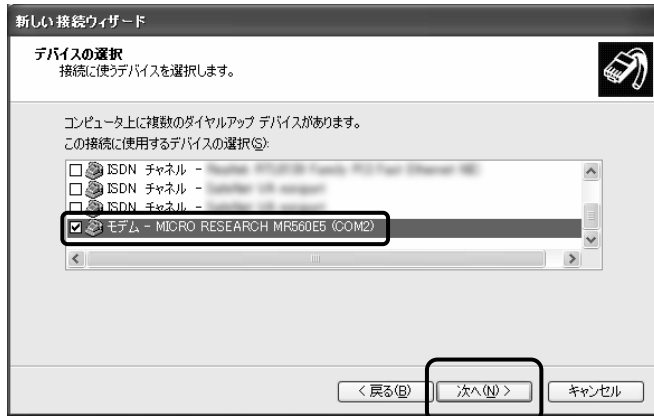 新しい接続ウィザード
デバイスの選択
接続に使うデバイスを選択します。
コンピュータ上に複数のダイヤルアップ デバイスがあります。
この接続に使用するデバイスの選択(S):
ISDN チャネル -
ISDN チャネル -
ISDN チャネル -
モデム - MICRO RESEARCH MR560E5 (COM2)
< 戻る(B) 次へ(N) > キャンセル